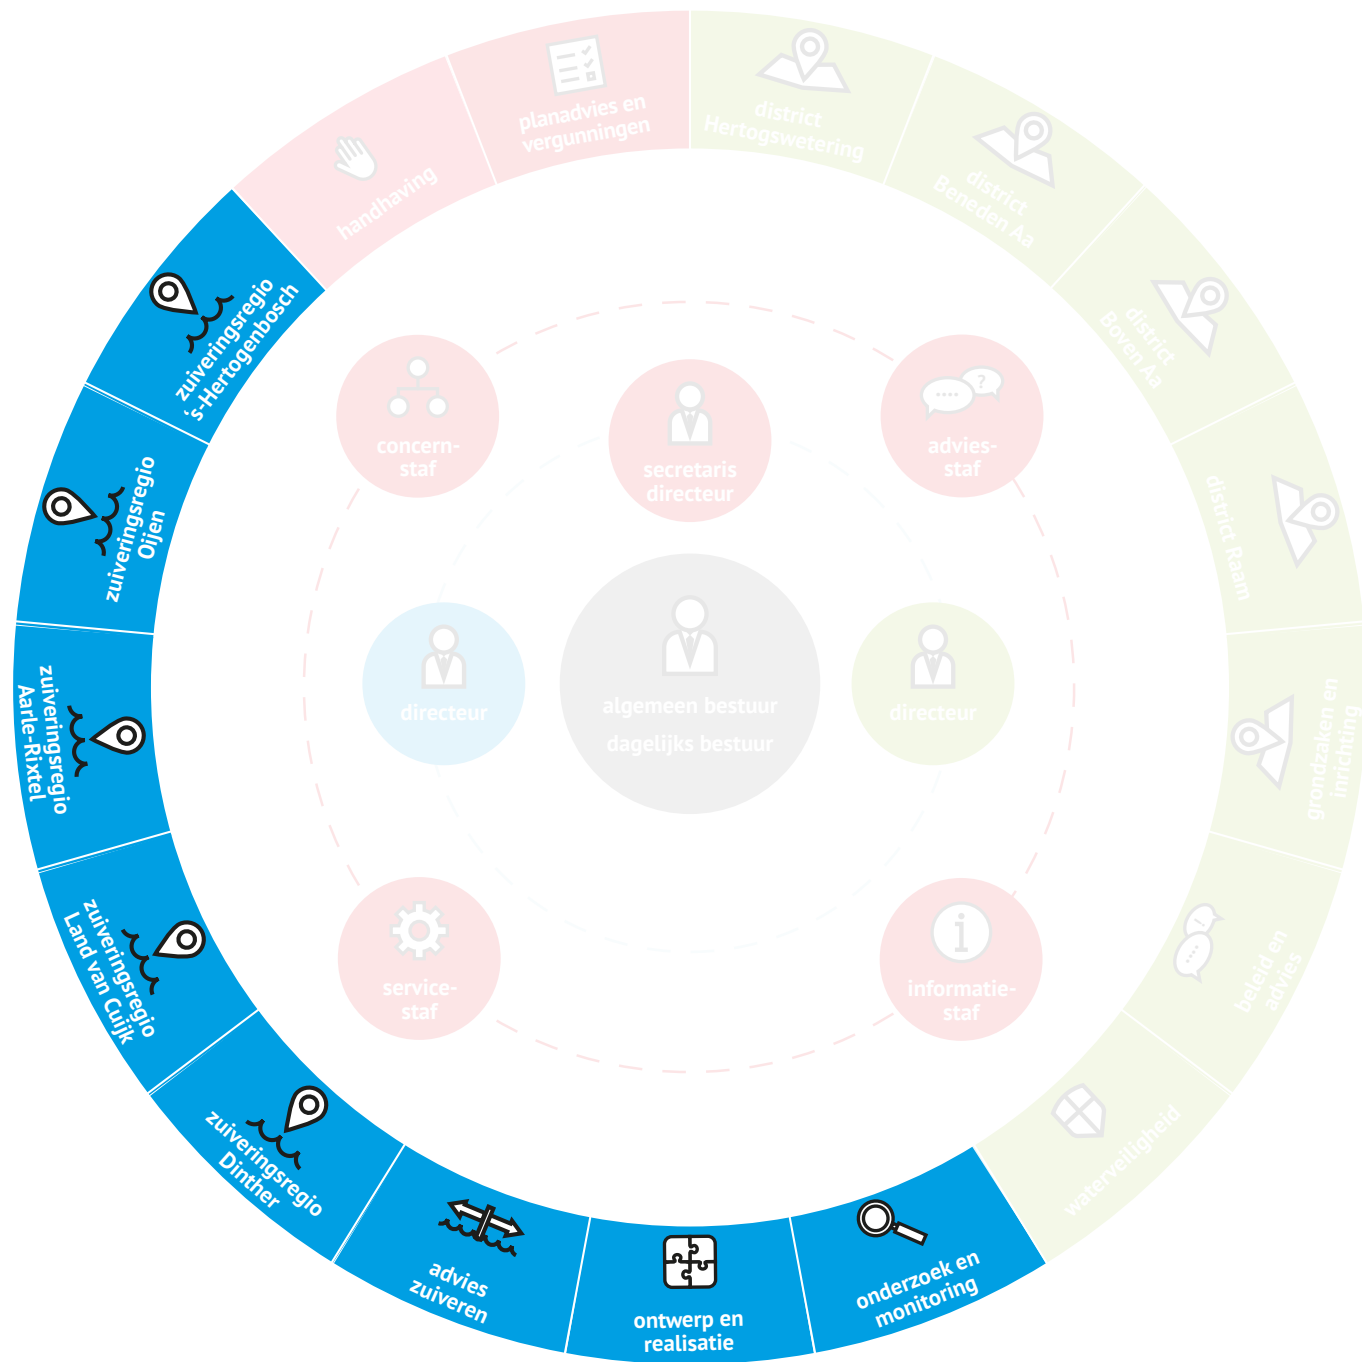 planadvies en
vergunningen
district
Hertogswetering
district
Beneden Aa
district
Boven Aa
district Raam
grondzaken en
inrichting
beleid en
advies
waterveiligheid
onderzoek en
monitoring
ontwerp en
realisatie
advies
zuiveren
zuiveringsregio
Dinther
zuiveringsregio
Land van Cuijk
zuiveringsregio
Aarle-Rixtel
zuiveringsregio
Oijen
zuiveringsregio
‘s-Hertogenbosch
handhaving
concern-
staf
secretaris
directeur
advies-
staf
?
directeur
algemeen bestuur
dagelijks bestuur
directeur
service-
staf
i
informatie-
staf